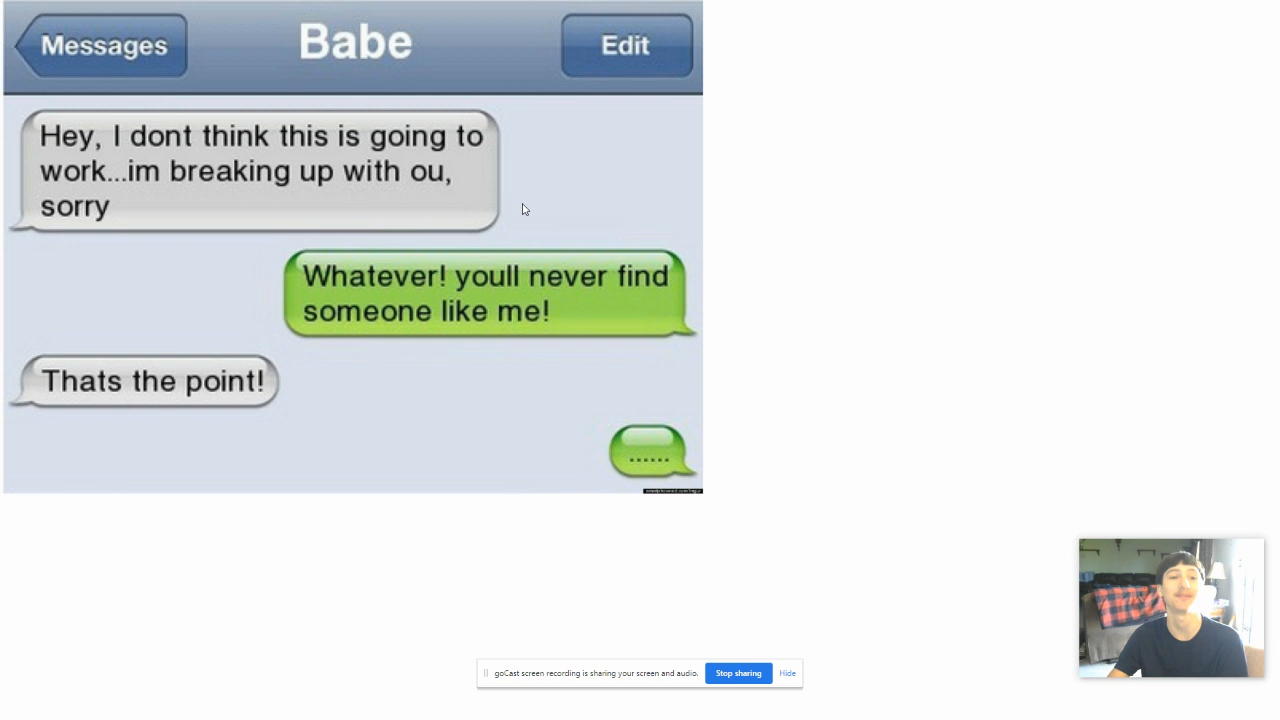 Messages
Babe
Edit
Hey, I dont think this is going to
work...im breaking up with ou,
sorry
Whatever! youll never find
someone like me!
Thats the point!
......
goCast screen recording is sharing your screen and audio.
Stop sharing
Hide